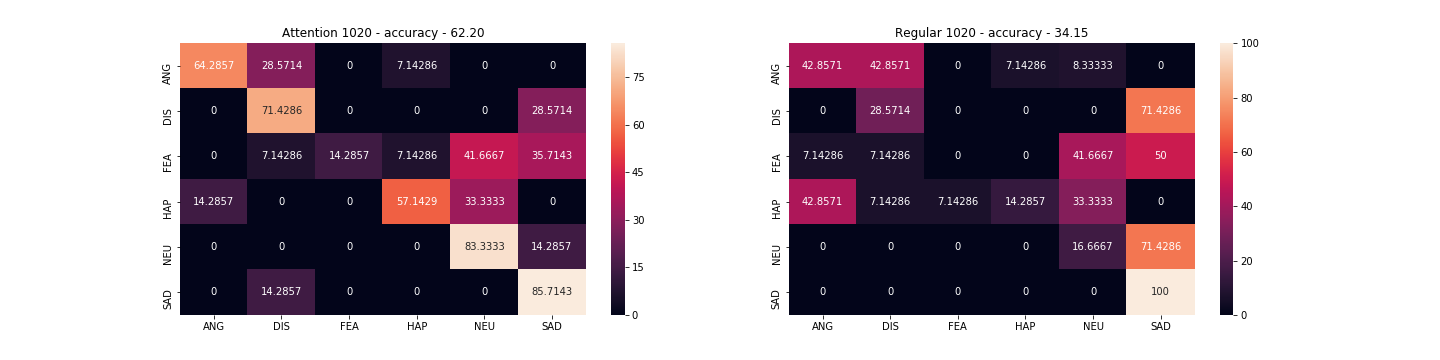 Attention 1020 - accuracy - 62.20
ANG 64.2857 28.5714 0 7.14286 0 0
DIS 0 71.4286 0 0 0 28.5714
FEA 0 7.14286 14.2857 7.14286 41.6667 35.7143
HAP 14.2857 0 0 57.1429 33.3333 0
NEU 0 0 0 0 83.3333 14.2857
SAD 0 14.2857 0 0 0 85.7143
ANG DIS FEA HAP NEU SAD
75
60
45
30
15
0
Regular 1020 - accuracy - 34.15
ANG 42.8571 42.8571 0 7.14286 8.33333 0
DIS 0 28.5714 0 0 0 71.4286
FEA 7.14286 7.14286 0 0 41.6667 50
HAP 42.8571 7.14286 7.14286 14.2857 33.3333 0
NEU 0 0 0 0 16.6667 71.4286
SAD 0 0 0 0 0 100
ANG DIS FEA HAP NEU SAD
100
80
60
40
20
0